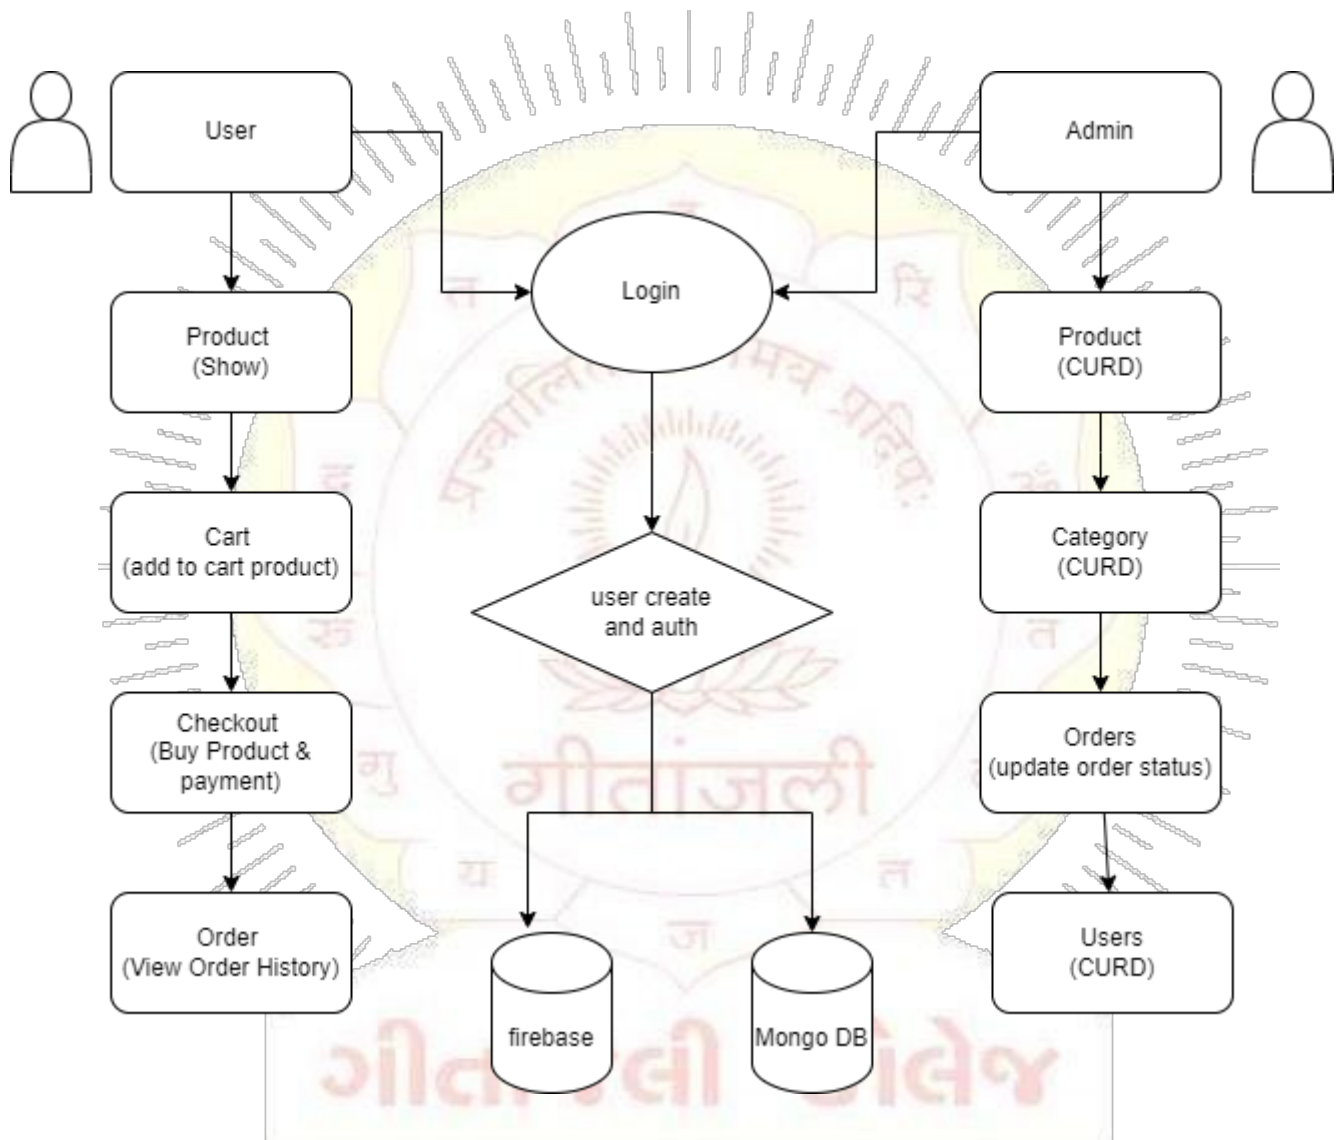 User
Admin
Login
Product
(Show)
Product
(CURD)
Cart
(add to cart product)
Category
(CURD)
user create
and auth
Checkout
(Buy Product &
payment)
Orders
(update order status)
Order
(View Order History)
Users
(CURD)
firebase
Mongo DB
त
रि
रुं
त
गु
य
त
ज
गीतांजली